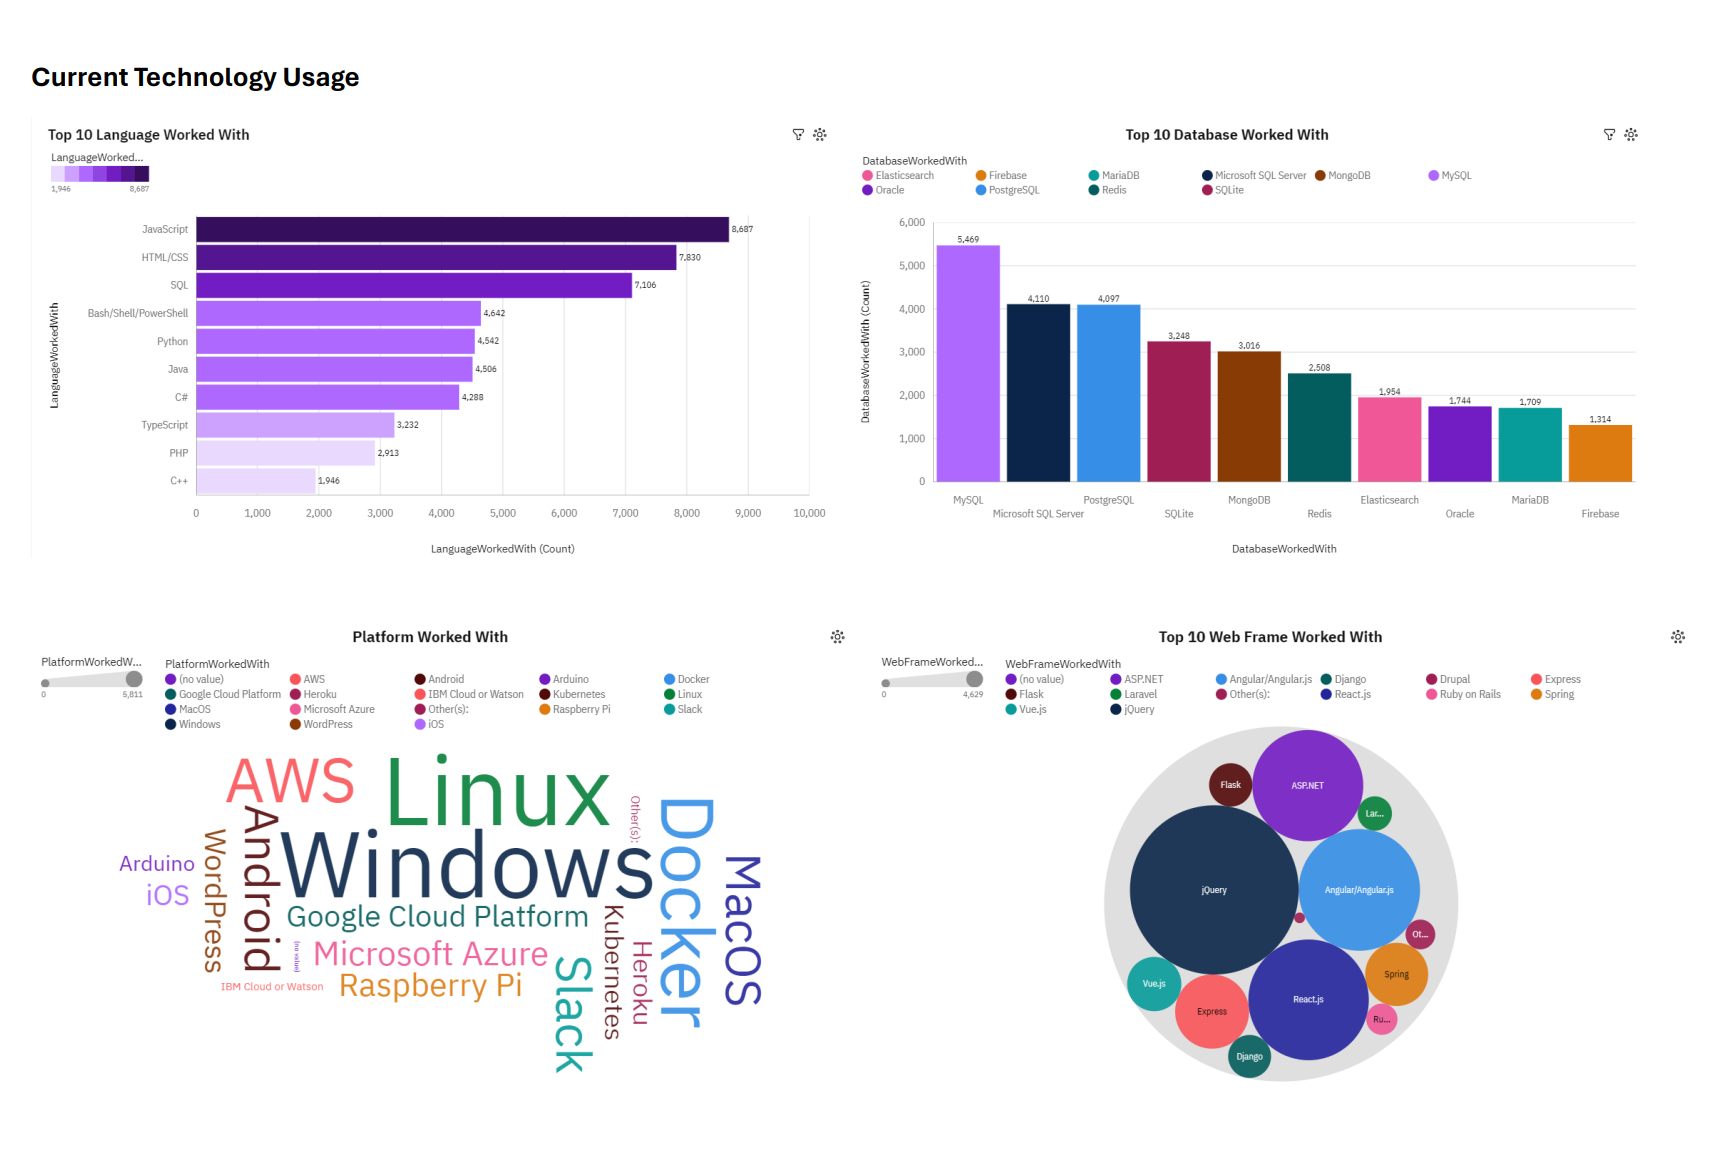 Current Technology Usage
Top 10 Language Worked With
LanguageWorked...
1,946 8,687
LanguageWorkedWith
JavaScript 8,687
HTML/CSS 7,830
SQL 7,106
Bash/Shell/PowerShell 4,642
Python 4,542
Java 4,506
C# 4,288
TypeScript 3,232
PHP 2,913
C++ 1,946
0 1,000 2,000 3,000 4,000 5,000 6,000 7,000 8,000 9,000 10,000
LanguageWorkedWith (Count)
Top 10 Database Worked With
DatabaseWorkedWith
Elasticsearch Firebase MariaDB Microsoft SQL Server MongoDB MySQL
Oracle PostgreSQL Redis SQLite
DatabaseWorkedWith (Count)
6,000
5,000
4,000
3,000
2,000
1,000
0
5,469 4,110 4,097 3,248 3,016 2,508 1,954 1,744 1,709 1,314
MySQL PostgreSQL MongoDB Elasticsearch MariaDB
Microsoft SQL Server SQLite Redis Oracle Firebase
DatabaseWorkedWith
Platform Worked With
PlatformWorkedW...
0 5,811
PlatformWorkedWith
(no value) AWS Android Arduino Docker
Google Cloud Platform Heroku IBM Cloud or Watson Kubernetes Linux
MacOS Microsoft Azure Other(s): Raspberry Pi Slack
Windows WordPress iOS
AWS
Linux
Other(s):
Docker
Android
WordPress
Windows
MacOS
Arduino
iOS
Google Cloud Platform
Kubernetes
(no value)
Microsoft Azure
Heroku
Slack
IBM Cloud or Watson
Raspberry Pi
Top 10 Web Frame Worked With
WebFrameWorked...
0 4,629
WebFrameWorkedWith
(no value) ASP.NET Angular/Angular.js Django Drupal Express
Flask Laravel Other(s): React.js Ruby on Rails Spring
Vue.js jQuery
Flask
ASP.NET
Lar...
jQuery
Angular/Angular.js
Ot...
Spring
Vue.js
React.js
Express
Ru...
Django